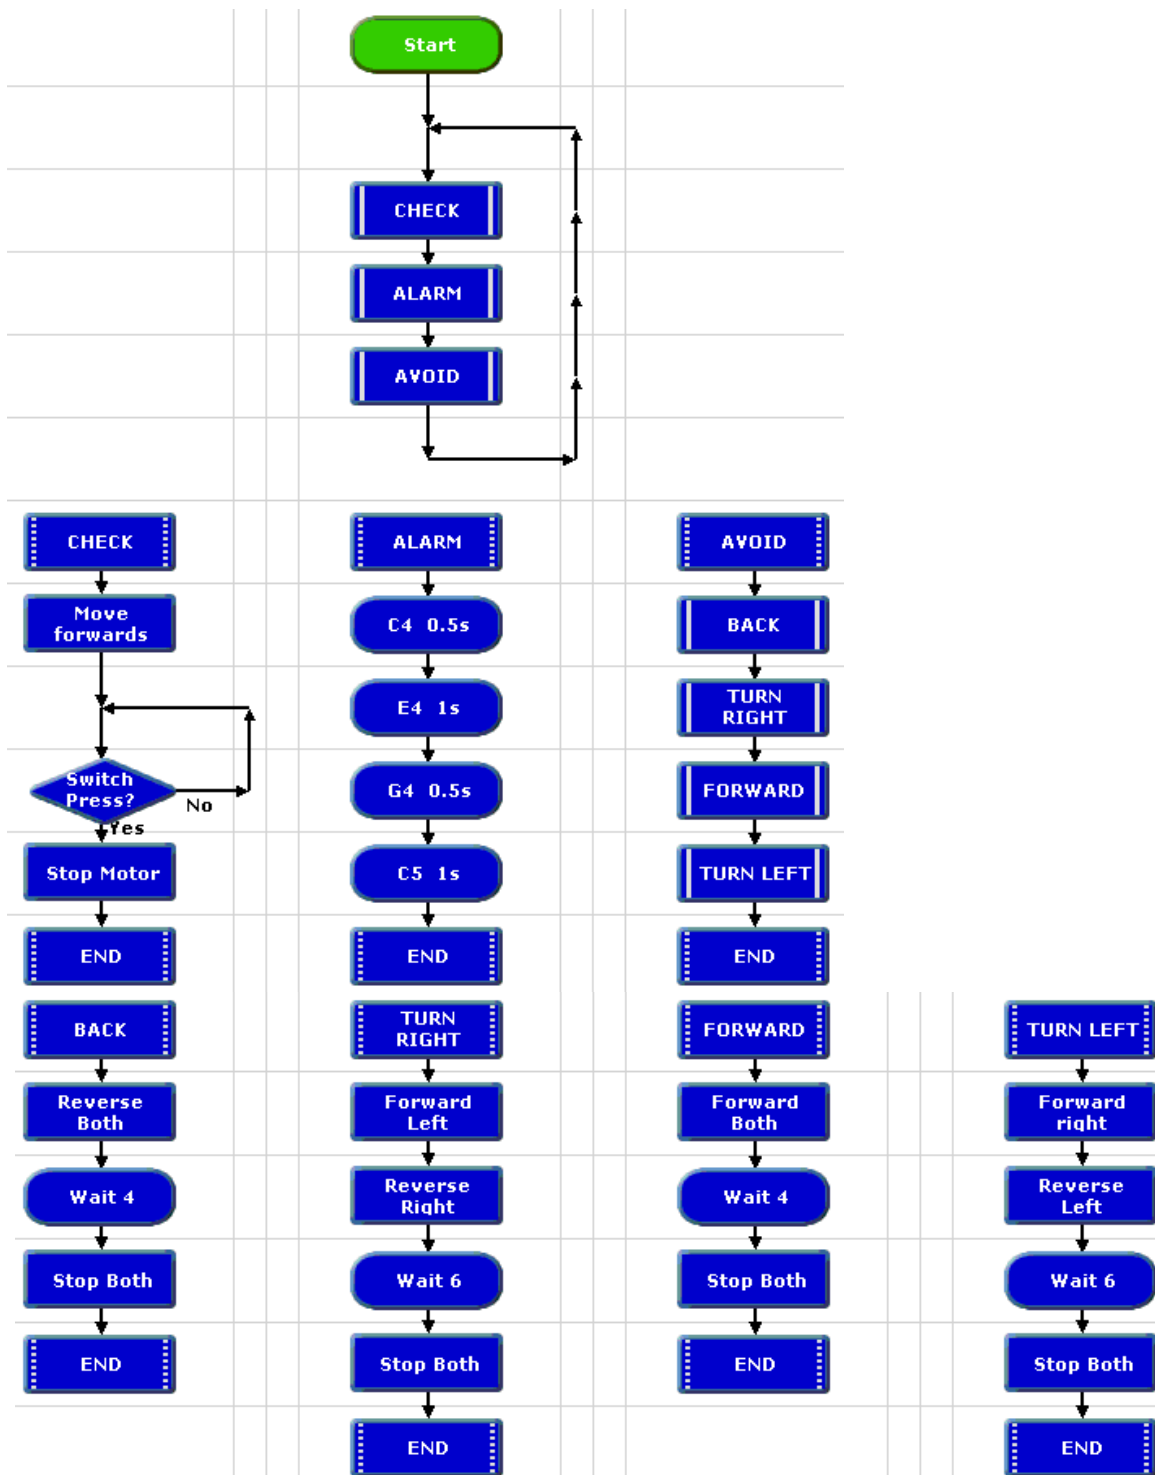 Start
CHECK
ALARM
AVOID
CHECK
Move
forwards
Switch
Press?
No
Yes
Stop Motor
END
ALARM
C4 0.5s
E4 1s
G4 0.5s
C5 1s
END
AVOID
BACK
TURN
RIGHT
FORWARD
TURN LEFT
END
BACK
Reverse
Both
Wait 4
Stop Both
END
TURN
RIGHT
Forward
Left
Reverse
Right
Wait 6
Stop Both
END
FORWARD
Forward
Both
Wait 4
Stop Both
END
TURN LEFT
Forward
right
Reverse
Left
Wait 6
Stop Both
END